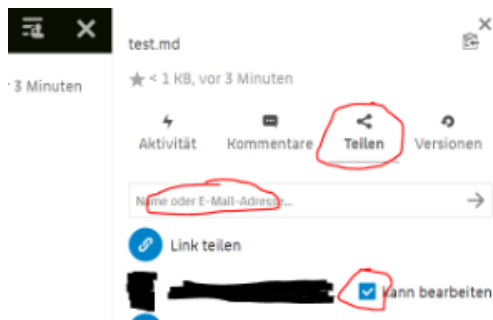 test.md
< 1 KB, vor 3 Minuten
3 Minuten
Aktivität Kommentare Teilen Versionen
Name oder E-Mail-Adresse...
Link teilen
kann bearbeiten